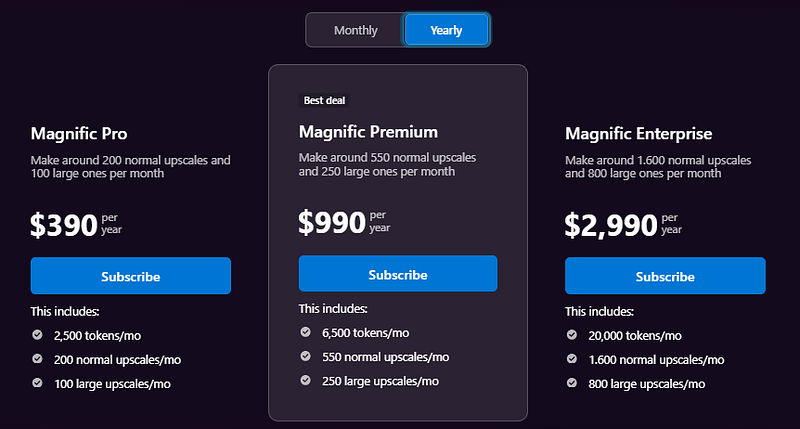 Monthly
Yearly
Magnific Pro
Make around 200 normal upscales and
100 large ones per month
$390 per
year
Subscribe
This includes:
2,500 tokens/mo
200 normal upscales/mo
100 large upscales/mo
Best deal
Magnific Premium
Make around 550 normal upscales
and 250 large ones per month
$990 per
year
Subscribe
This includes:
6,500 tokens/mo
550 normal upscales/mo
250 large upscales/mo
Magnific Enterprise
Make around 1.600 normal upscales
and 800 large ones per month
$2,990 per
year
Subscribe
This includes:
20,000 tokens/mo
1.600 normal upscales/mo
800 large upscales/mo